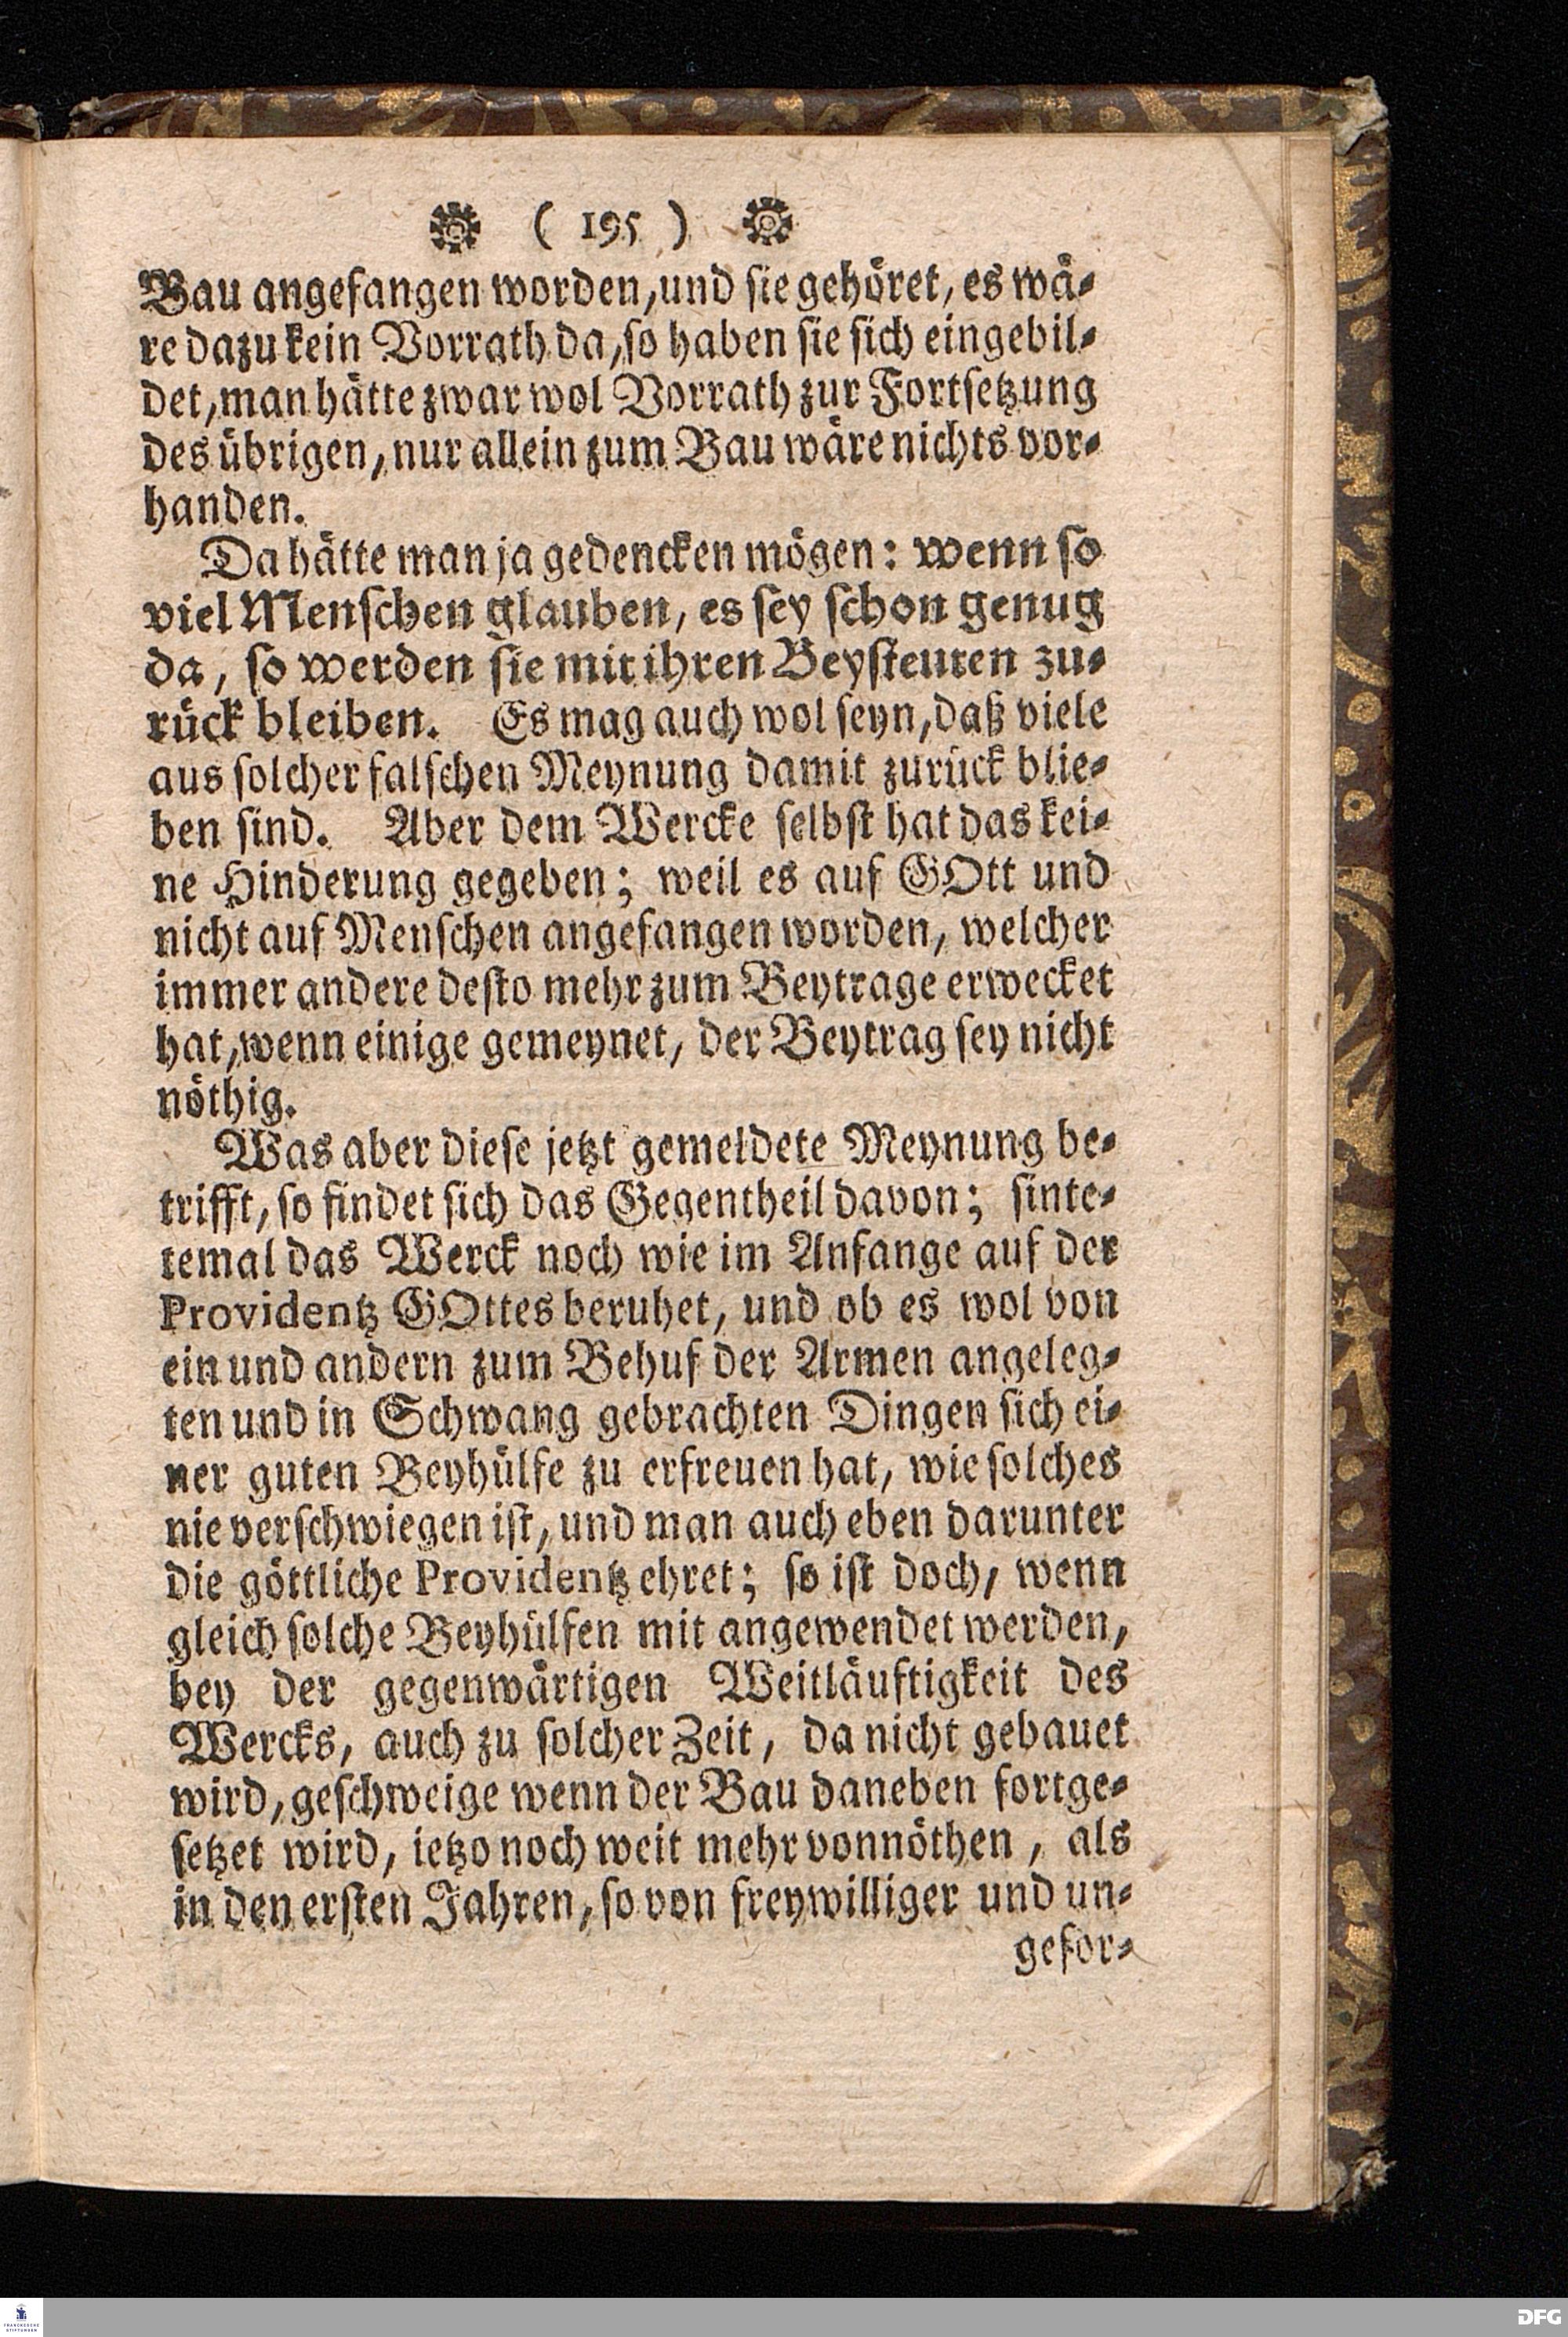 ( 195 )
Bau angefangen worden, und sie gehöret, es wä-
re dazu kein Vorrath da, so haben sie sich eingebil-
det, man hätte zwar wol Vorrath zur Fortsetzung
des übrigen, nur allein zum Bau wäre nichts vor-
handen.
Da hätte man ja gedencken mögen: wenn so
viel Menschen glauben, es sey schon genug
da, so werden sie mit ihren Beysteuren zu-
rück bleiben. Es mag auch wol seyn, daß viele
aus solcher falschen Meynung damit zurück blie-
ben sind. Aber dem Wercke selbst hat das kei-
ne Hinderung gegeben; weil es auf GOtt und
nicht auf Menschen angefangen worden, welcher
immer andere desto mehr zum Beytrage erwecket
hat, wenn einige gemeynet, der Beytrag sey nicht
nöthig.
Was aber diese jetzt gemeldete Meynung be-
trifft, so findet sich das Gegentheil davon; sinte-
temal das Werck noch wie im Anfange auf der
Providentz GOttes beruhet, und ob es wol von
ein und andern zum Behuf der Armen angeleg-
ten und in Schwang gebrachten Dingen sich ei-
ner guten Beyhülfe zu erfreuen hat, wie solches
nie verschwiegen ist, und man auch eben darunter
die göttliche Providentz ehret; so ist doch, wenn
gleich solche Beyhülfen mit angewendet werden,
bey der gegenwärtigen Weitläuftigkeit des
Wercks, auch zu solcher Zeit, da nicht gebauet
wird, geschweige wenn der Bau daneben fortge-
setzet wird, ietzo noch weit mehr vonnöthen, als
in den ersten Jahren, so von freywilliger und un-
gefor-
FRANCKESCHE
STIFTUNGEN
DFG